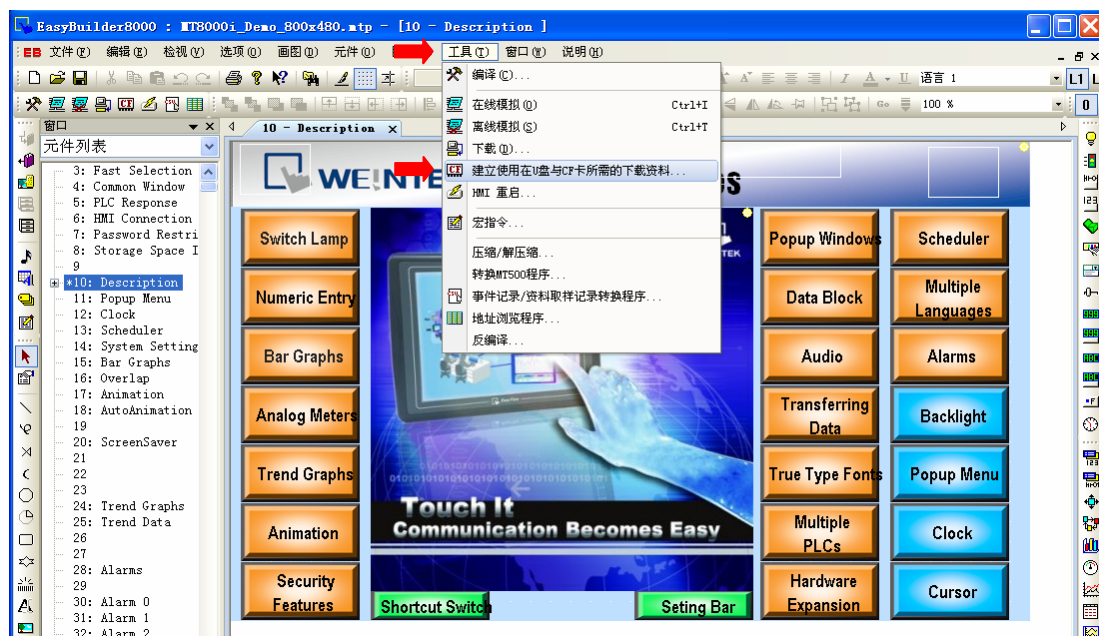 EasyBuilder8000 : MT8000i_Demo_800x480.mtp - [10 - Description ]
EB 文件(F) 编辑(E) 检视(V) 选项(O) 画图(D) 元件(O) 工具(T) 窗口(W) 说明(H)
语言 1
L1
100 %
0
窗口
元件列表
3: Fast Selection
4: Common Window
5: PLC Response
6: HMI Connection
7: Password Restri
8: Storage Space I
9
*10: Description
11: Popup Menu
12: Clock
13: Scheduler
14: System Setting
15: Bar Graphs
16: Overlap
17: Animation
18: AutoAnimation
19
20: ScreenSaver
21
22
23
24: Trend Graphs
25: Trend Data
26
27
28: Alarms
29
30: Alarm 0
31: Alarm 1
32: Alarm 2
10 - Description
编译(C)...
在线模拟(O) Ctrl+I
离线模拟(S) Ctrl+T
下载(D)...
建立使用在U盘与CF卡所需的下载资料...
HMI 重启...
宏指令...
压缩/解压缩...
转换MT500程序...
事件记录/资料取样记录转换程序...
地址浏览程序...
反编译...
WEINTE
Switch Lamp
Numeric Entry
Bar Graphs
Analog Meters
Trend Graphs
Animation
Security
Features
Touch It
Communication Becomes Easy
Shortcut Switch
Seting Bar
Popup Windows
Data Block
Audio
Transferring
Data
True Type Fonts
Multiple
PLCs
Hardware
Expansion
Scheduler
Multiple
Languages
Alarms
Backlight
Popup Menu
Clock
Cursor